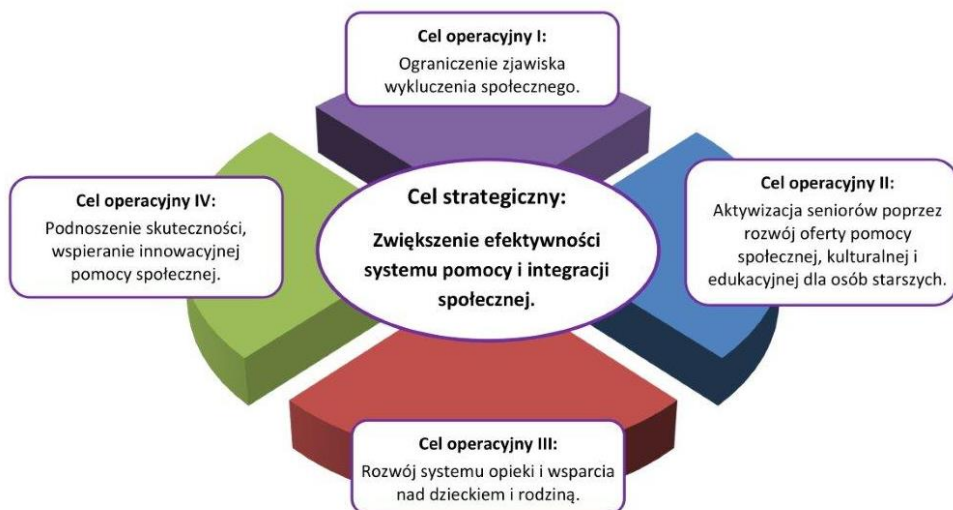 Cel operacyjny I:
Ograniczenie zjawiska
wykluczenia społecznego.
Cel operacyjny II:
Aktywizacja seniorów poprzez
rozwój oferty pomocy
społecznej, kulturalnej i
edukacyjnej dla osób starszych.
Cel strategiczny:
Zwiększenie efektywności
systemu pomocy i integracji
społecznej.
Cel operacyjny IV:
Podnoszenie skuteczności,
wspieranie innowacyjnej
pomocy społecznej.
Cel operacyjny III:
Rozwój systemu opieki i wsparcia
nad dzieckiem i rodziną.